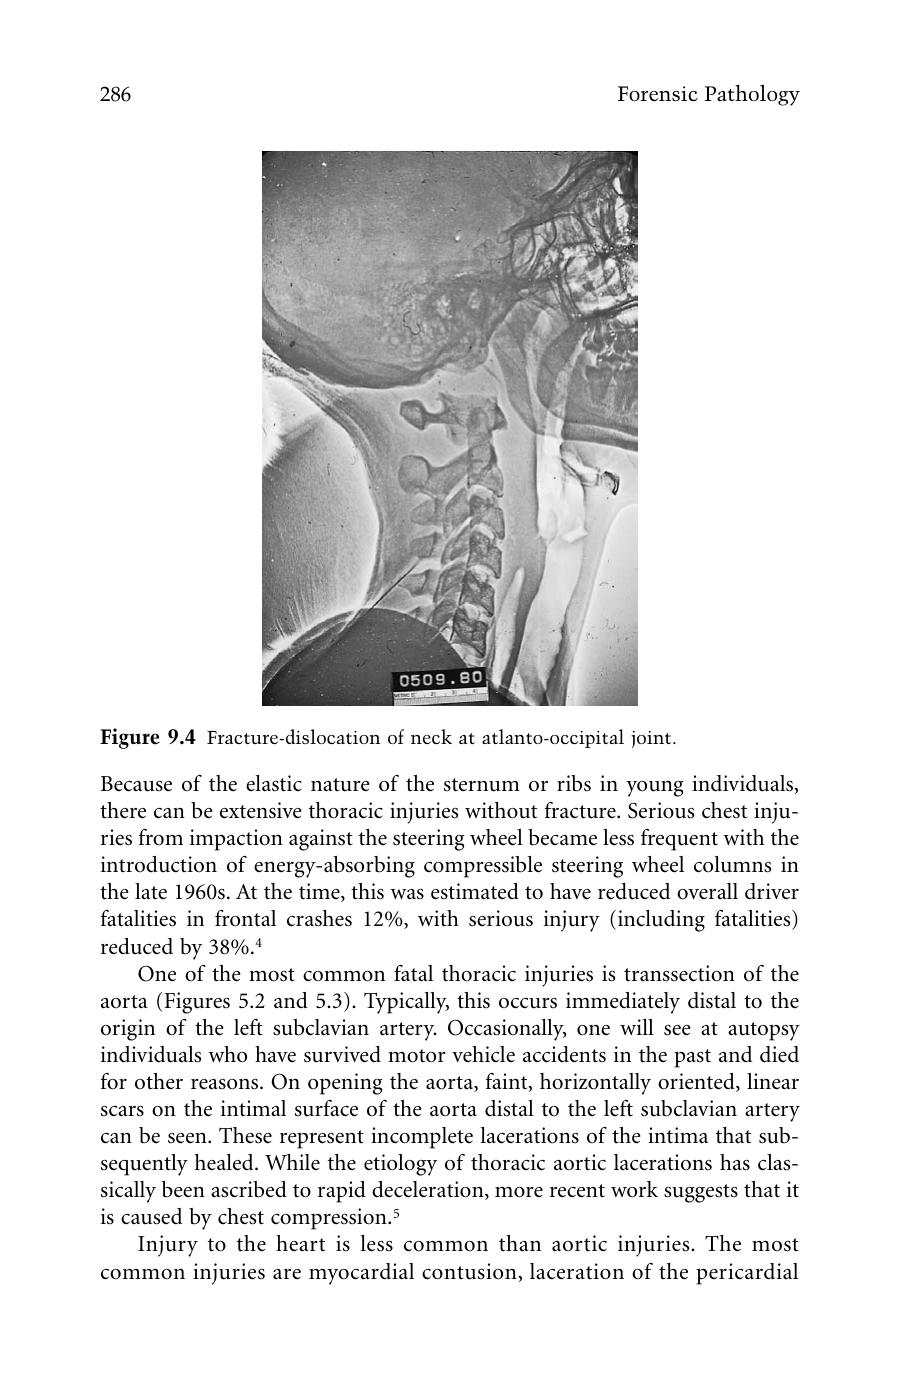 286 Forensic Pathology
0509.80
METRIC 1 2 3 4
Figure 9.4 Fracture-dislocation of neck at atlanto-occipital joint.
Because of the elastic nature of the sternum or ribs in young individuals,
there can be extensive thoracic injuries without fracture. Serious chest inju-
ries from impaction against the steering wheel became less frequent with the
introduction of energy-absorbing compressible steering wheel columns in
the late 1960s. At the time, this was estimated to have reduced overall driver
fatalities in frontal crashes 12%, with serious injury (including fatalities)
reduced by 38%.⁴
One of the most common fatal thoracic injuries is transsection of the
aorta (Figures 5.2 and 5.3). Typically, this occurs immediately distal to the
origin of the left subclavian artery. Occasionally, one will see at autopsy
individuals who have survived motor vehicle accidents in the past and died
for other reasons. On opening the aorta, faint, horizontally oriented, linear
scars on the intimal surface of the aorta distal to the left subclavian artery
can be seen. These represent incomplete lacerations of the intima that sub-
sequently healed. While the etiology of thoracic aortic lacerations has clas-
sically been ascribed to rapid deceleration, more recent work suggests that it
is caused by chest compression.⁵
Injury to the heart is less common than aortic injuries. The most
common injuries are myocardial contusion, laceration of the pericardial